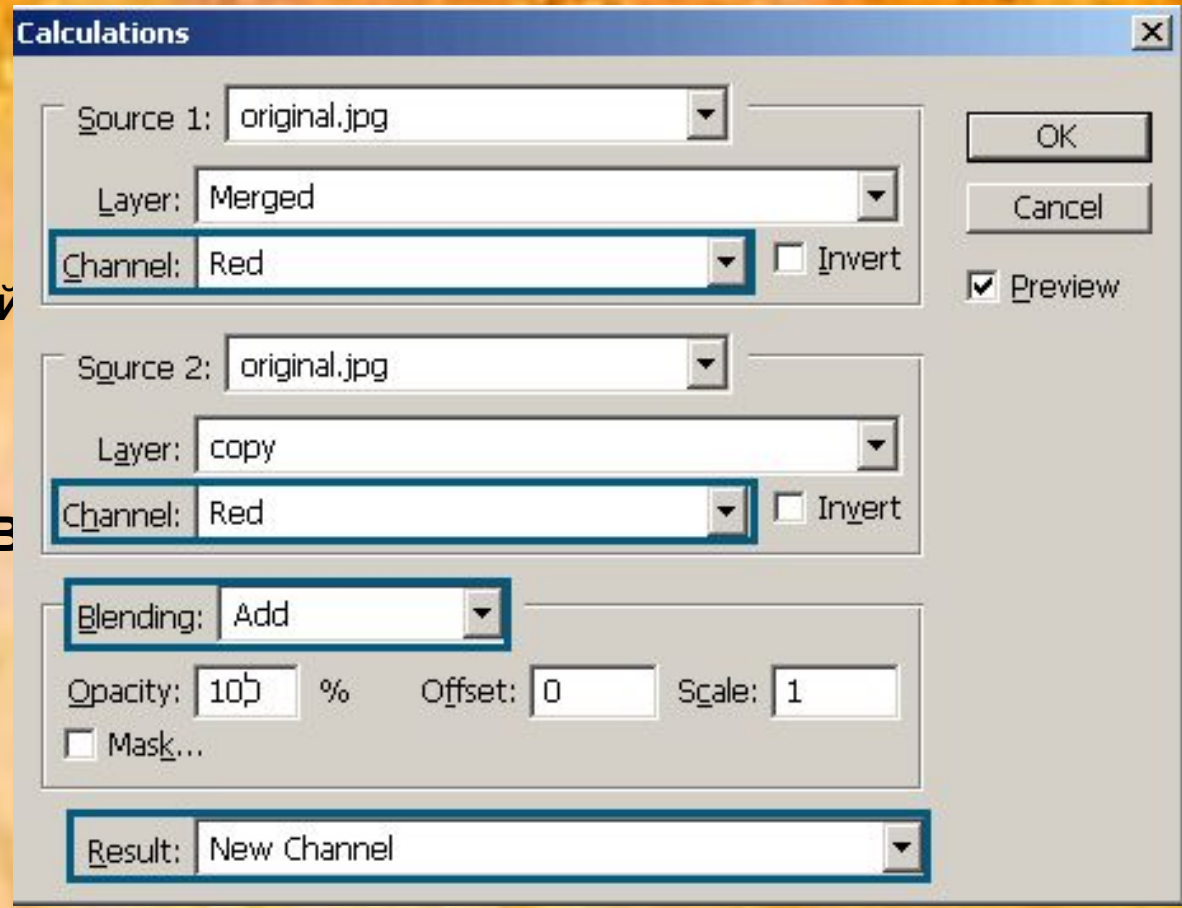 Calculations
Source 1: original.jpg
OK
Layer: Merged
Cancel
Channel: Red Invert
Preview
й
Source 2: original.jpg
Layer: copy
Channel: Red Invert
В
Blending: Add
Opacity: 100 % Offset: 0 Scale: 1
Mask...
Result: New Channel